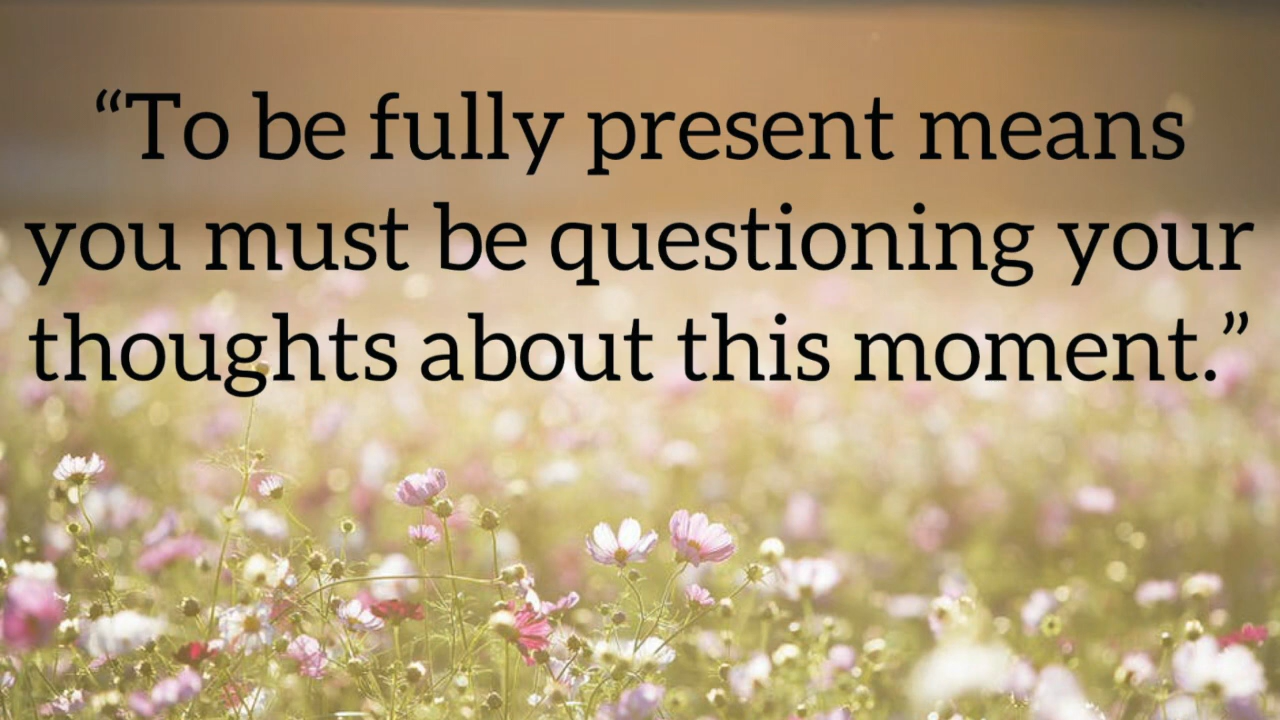 “To be fully present means
you must be questioning your
thoughts about this moment.”